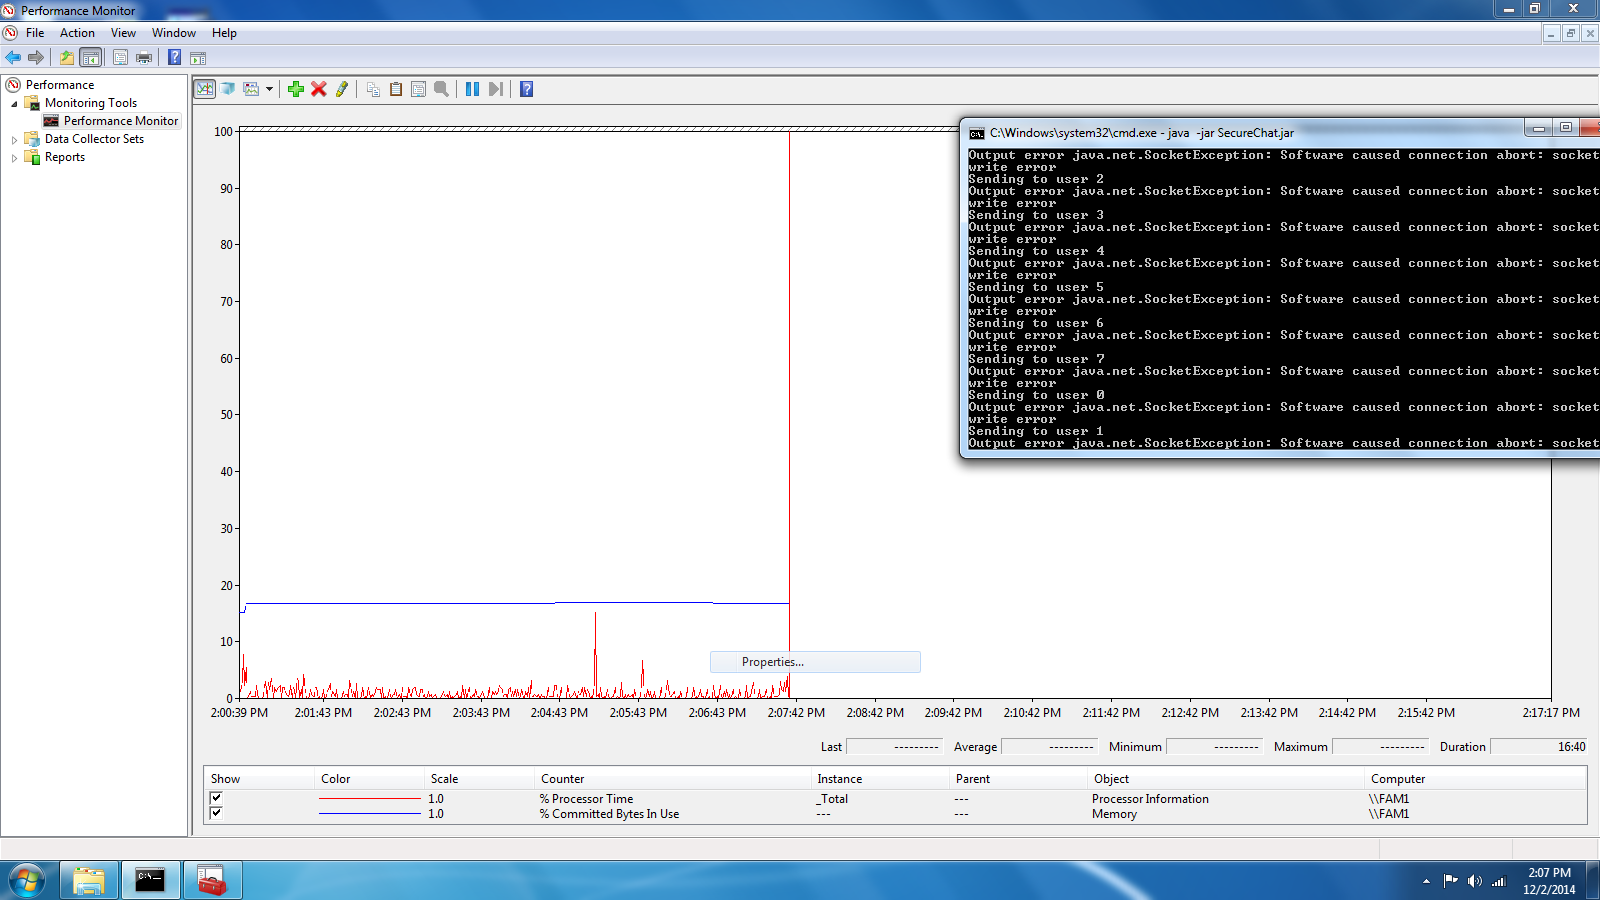 Performance Monitor
File Action View Window Help
Performance
Monitoring Tools
Performance Monitor
Data Collector Sets
Reports
100
90
80
70
60
50
40
30
20
10
0
2:00:39 PM 2:01:43 PM 2:02:43 PM 2:03:43 PM 2:04:43 PM 2:05:43 PM 2:06:43 PM 2:07:42 PM 2:08:42 PM 2:09:42 PM 2:10:42 PM 2:11:42 PM 2:12:42 PM 2:13:42 PM 2:14:42 PM 2:15:42 PM 2:17:17 PM
Properties...
C:\Windows\system32\cmd.exe - java -jar SecureChat.jar
Output error java.net.SocketException: Software caused connection abort: socket
write error
Sending to user 2
Output error java.net.SocketException: Software caused connection abort: socket
write error
Sending to user 3
Output error java.net.SocketException: Software caused connection abort: socket
write error
Sending to user 4
Output error java.net.SocketException: Software caused connection abort: socket
write error
Sending to user 5
Output error java.net.SocketException: Software caused connection abort: socket
write error
Sending to user 6
Output error java.net.SocketException: Software caused connection abort: socket
write error
Sending to user 7
Output error java.net.SocketException: Software caused connection abort: socket
write error
Sending to user 0
Output error java.net.SocketException: Software caused connection abort: socket
write error
Sending to user 1
Output error java.net.SocketException: Software caused connection abort: socket
Last --------- Average --------- Minimum --------- Maximum --------- Duration 16:40
Show Color Scale Counter Instance Parent Object Computer
1.0 % Processor Time _Total --- Processor Information \\FAM1
1.0 % Committed Bytes In Use --- --- Memory \\FAM1
C:\_
2:07 PM
12/2/2014